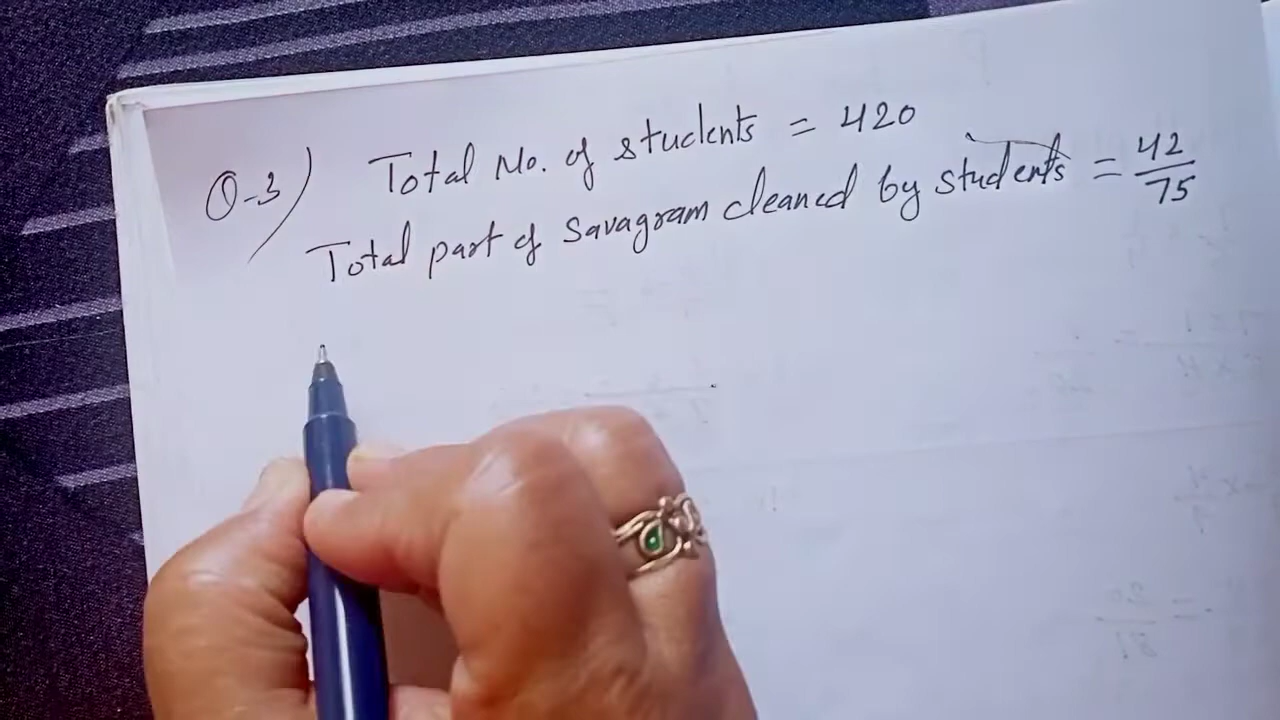 Q-3) Total No. of students = 420
Total part of Savagram cleaned by students = 42/75